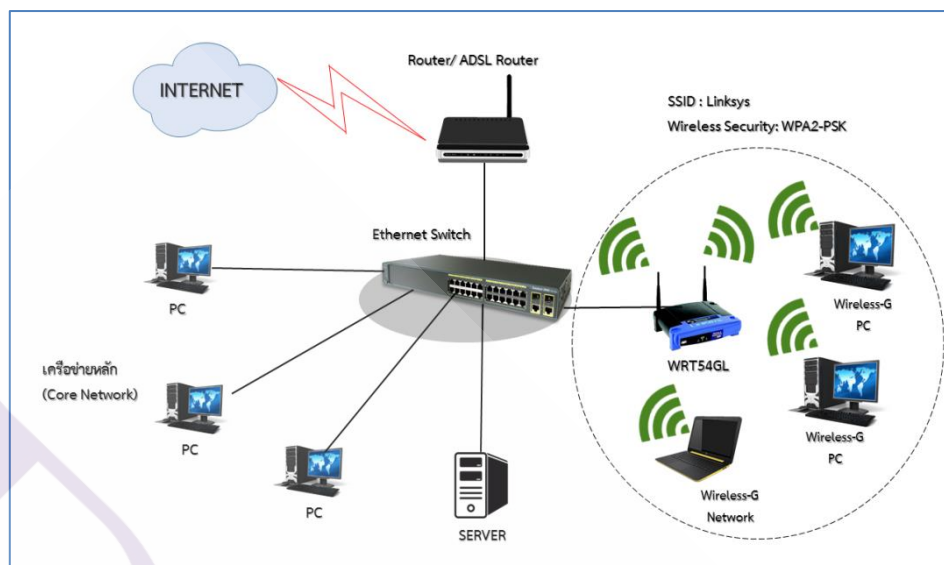 INTERNET
Router/ ADSL Router
SSID : Linksys
Wireless Security: WPA2-PSK
Ethernet Switch
PC
Wireless-G
PC
WRT54GL
เครือข่ายหลัก
(Core Network)
PC
Wireless-G
PC
PC
SERVER
Wireless-G
Network